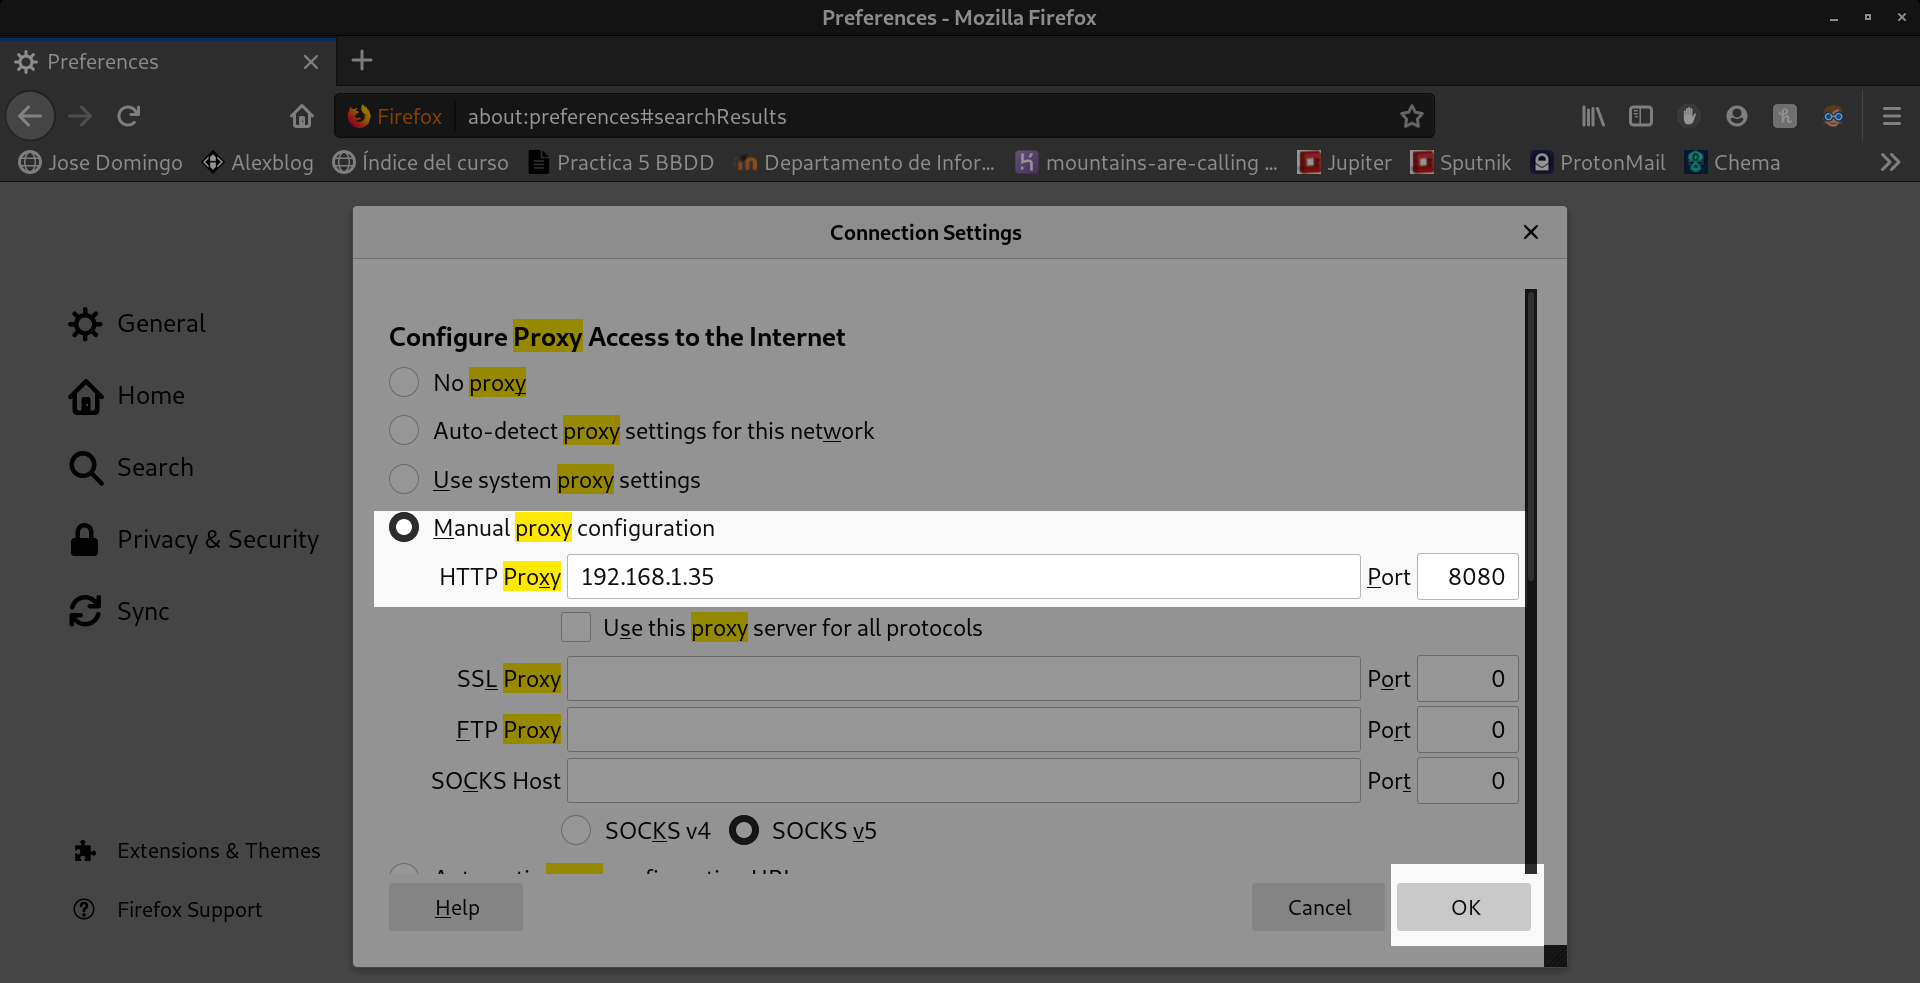 Preferences - Mozilla Firefox
Preferences
Firefox about:preferences#searchResults
Jose Domingo Alexblog Índice del curso Practica 5 BBDD Departamento de Infor... mountains-are-calling ... Jupiter Sputnik ProtonMail Chema
Connection Settings
General
Home
Search
Privacy & Security
Sync
Extensions & Themes
Firefox Support
Configure Proxy Access to the Internet
No proxy
Auto-detect proxy settings for this network
Use system proxy settings
Manual proxy configuration
HTTP Proxy 192.168.1.35 Port 8080
Use this proxy server for all protocols
SSL Proxy Port 0
FTP Proxy Port 0
SOCKS Host Port 0
SOCKS v4 SOCKS v5
Help Cancel OK